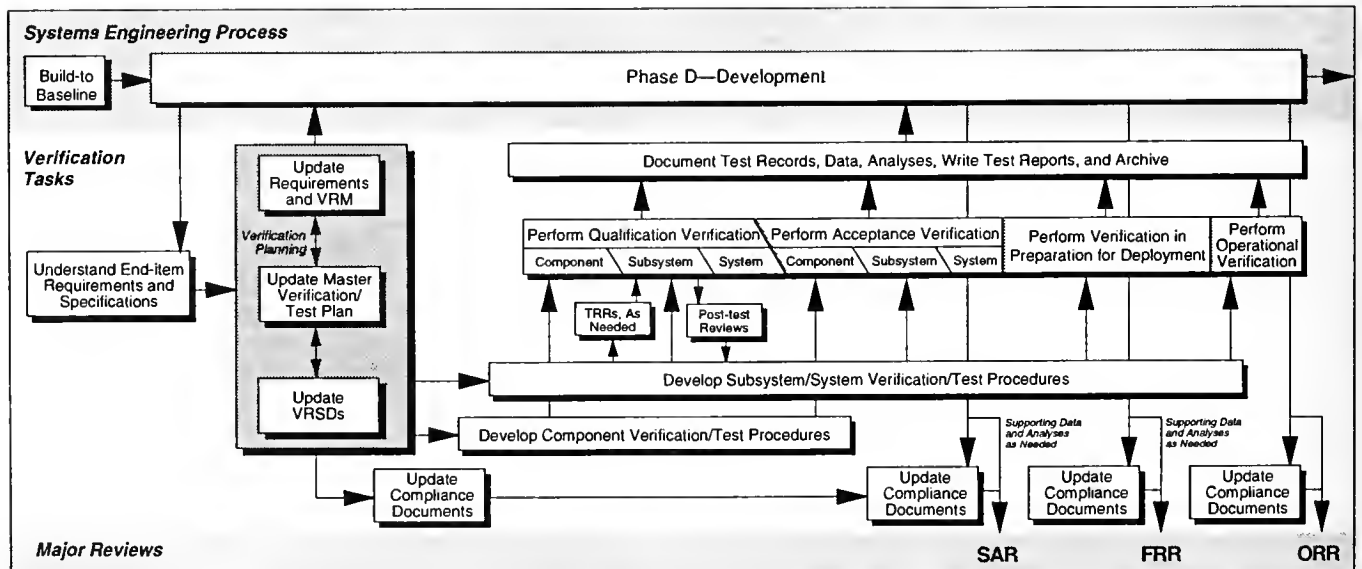 Systems Engineering Process
Build-to
Baseline
Phase D—Development
Verification
Tasks
Update
Requirements
and VRM
Verification
Planning
Update Master
Verification/
Test Plan
Update
VRSDs
Understand End-item
Requirements and
Specifications
Document Test Records, Data, Analyses, Write Test Reports, and Archive
Perform Qualification Verification
Perform Acceptance Verification
Component
Subsystem
System
Component
Subsystem
System
Perform Verification in
Preparation for Deployment
Perform
Operational
Verification
TRRs, As
Needed
Post-test
Reviews
Develop Subsystem/System Verification/Test Procedures
Develop Component Verification/Test Procedures
Supporting Data
and Analyses
as Needed
Supporting Data
and Analyses
as Needed
Update
Compliance
Documents
Update
Compliance
Documents
Update
Compliance
Documents
Update
Compliance
Documents
Major Reviews
SAR
FRR
ORR